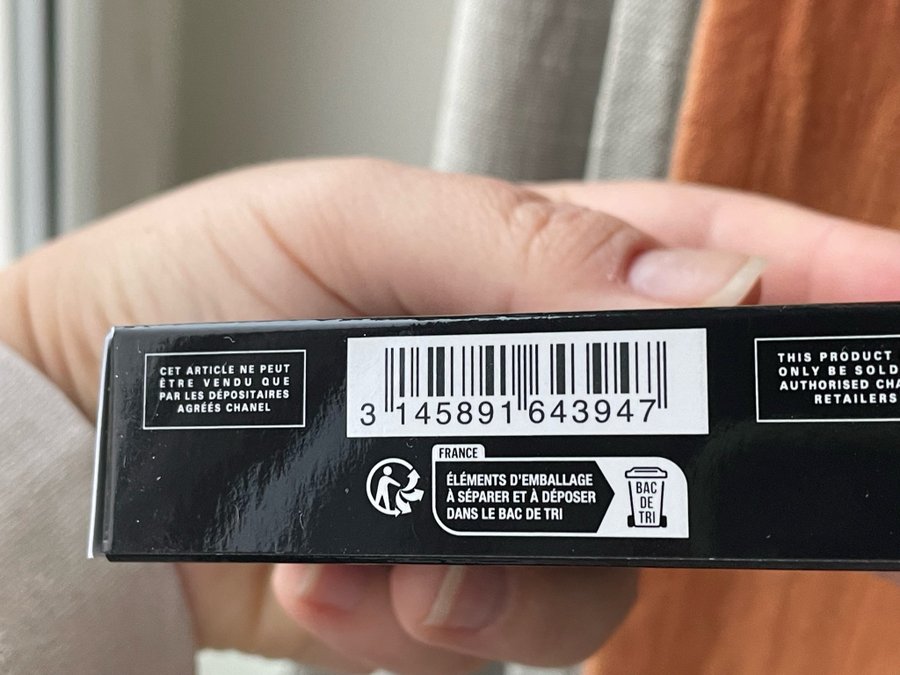 CET ARTICLE NE PEUT
ÊTRE VENDU QUE
PAR LES DÉPOSITAIRES
AGRÉÉS CHANEL
3 145891 643947
FRANCE
ÉLÉMENTS D'EMBALLAGE
À SÉPARER ET À DÉPOSER
DANS LE BAC DE TRI
BAC
DE
TRI
THIS PRODUCT
ONLY BE SOLD
AUTHORISED
RETAILERS